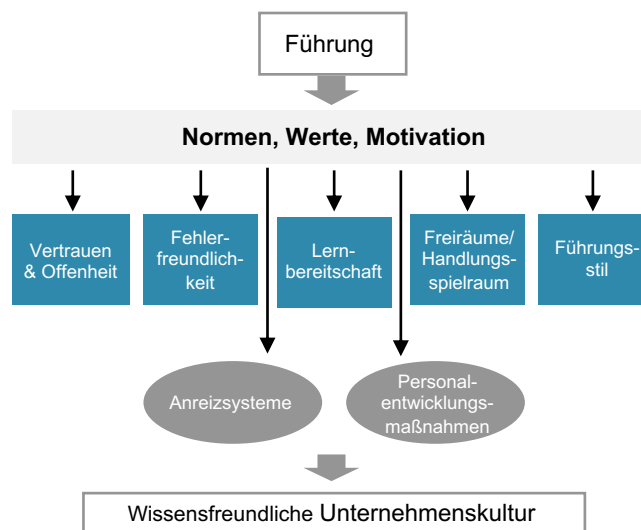 Führung
Normen, Werte, Motivation
Vertrauen
& Offenheit
Fehler-
freundlich-
keit
Lern-
bereitschaft
Freiräume/
Handlungs-
spielraum
Führungs-
stil
Anreizsysteme
Personal-
entwicklungs-
maßnahmen
Wissensfreundliche Unternehmenskultur